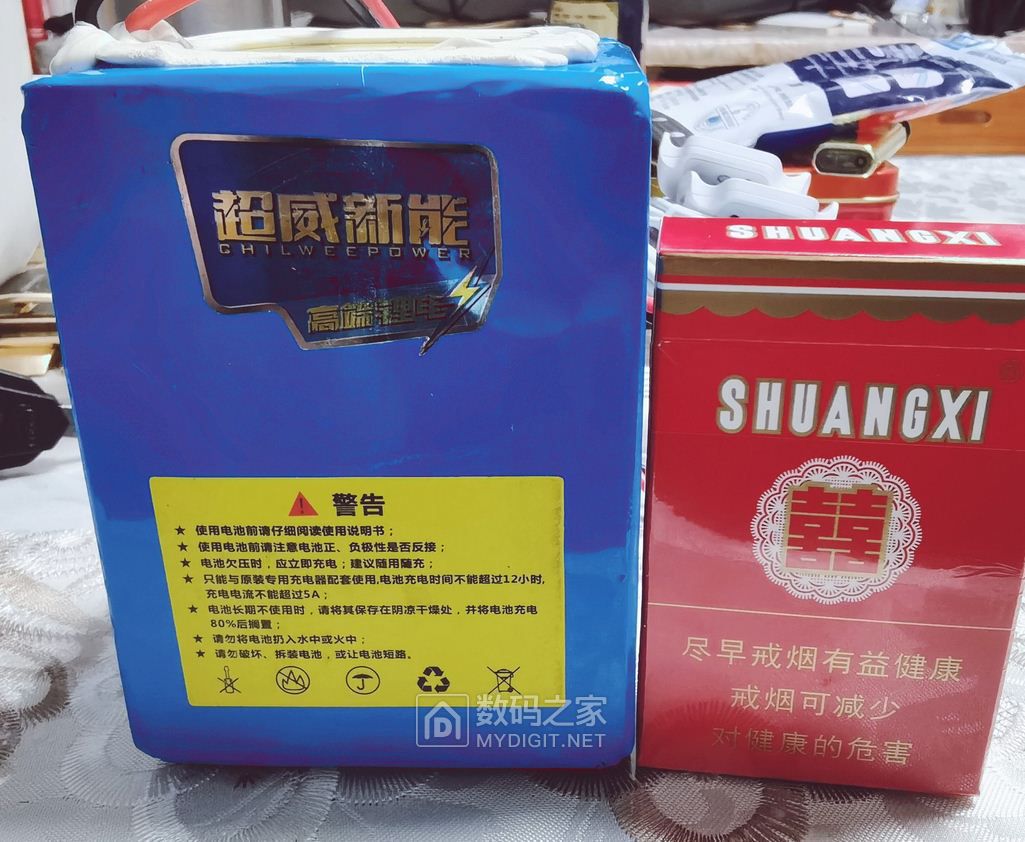 超威新能
CHILWEEPOWER
高端锂电
警告
★ 使用电池前请仔细阅读使用说明书；
★ 使用电池前请注意电池正、负极性是否反接；
★ 电池欠压时，应立即充电；建议随用随充；
★ 只能与原装专用充电器配套使用,电池充电时间不能超过12小时,
充电电流不能超过5A；
★ 电池长期不使用时，请将其保存在阴凉干燥处，并将电池充电
80%后搁置；
★ 请勿将电池扔入水中或火中；
★ 请勿破坏、拆装电池，或让电池短路。
数码之家
MYDIGIT.NET
SHUANGXI
SHUANGXI
囍
尽早戒烟有益健康
戒烟可减少
对健康的危害